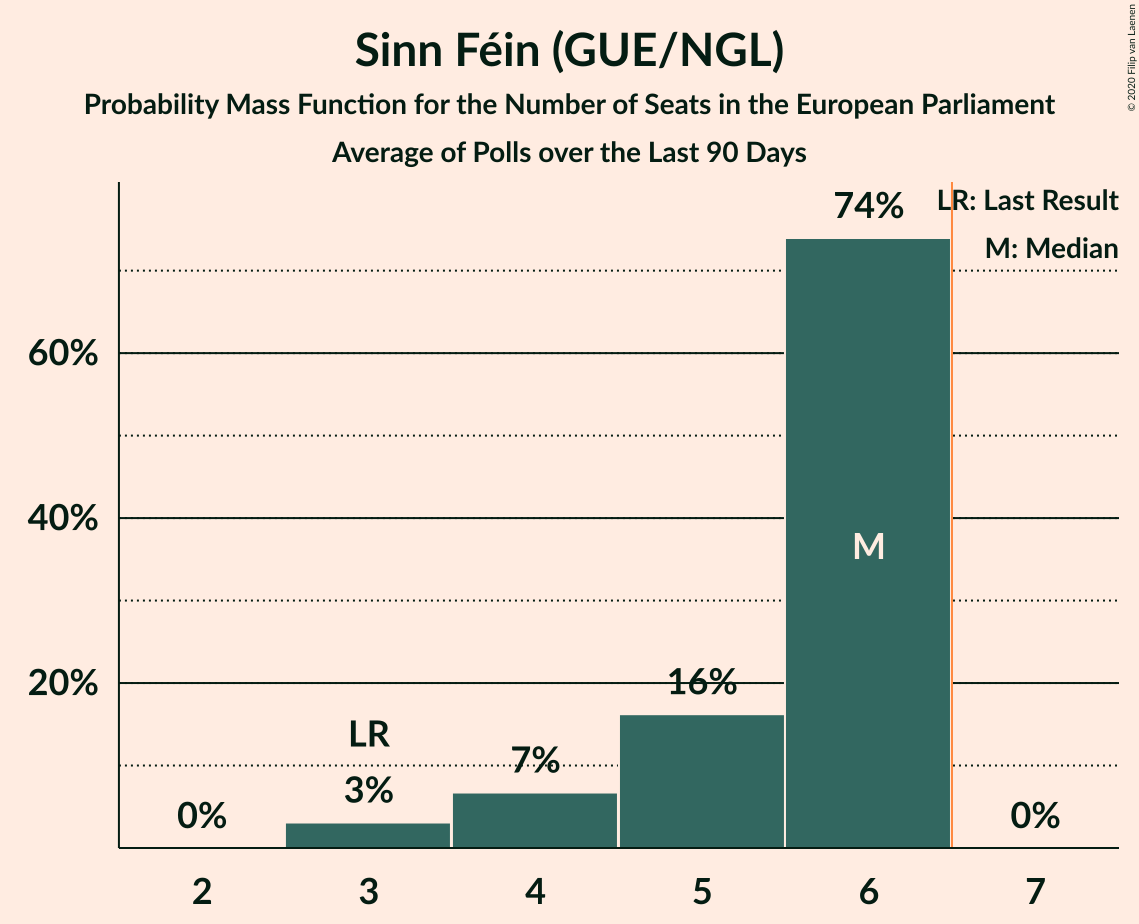 Sinn Féin (GUE/NGL)
Probability Mass Function for the Number of Seats in the European Parliament
Average of Polls over the Last 90 Days
© 2020 Filip van Laenen
LR: Last Result
M: Median
60%
40%
20%
0%
LR
3%
7%
16%
74%
M
0%
2 3 4 5 6 7